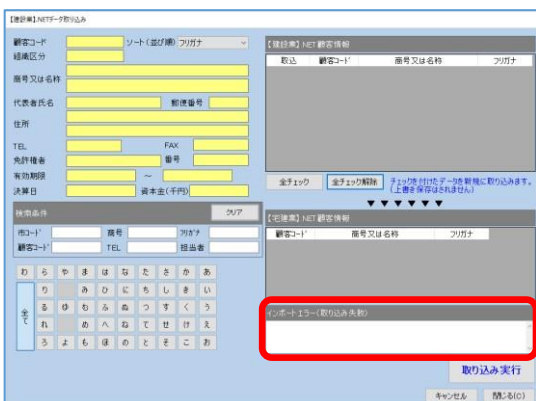 【建設業】.NETデータ取り込み
顧客コード
ソート(並び順) フリガナ
組織区分
商号又は名称
代表者氏名
郵便番号
住所
TEL
FAX
免許権者
番号
有効期限
～
決算日
資本金(千円)
検索条件
クリア
市コード
商号
フリガナ
顧客コード
TEL
担当者
わ ら や ま は な た さ か あ
り み ひ に ち し き い
全て
る ゆ む ふ ぬ つ す く う
れ め へ ね て せ け え
ろ よ も ほ の と そ こ お
【建設業】NET 顧客情報
取込 顧客コード 商号又は名称 フリガナ
全チェック
全チェック解除
チェックを付けたデータを新規に取り込みます。
(上書き保存はされません)
▼ ▼ ▼ ▼ ▼ ▼
【宅建業】NET 顧客情報
顧客コード 商号又は名称 フリガナ
インポートエラー(取り込み失敗)
取り込み実行
キャンセル
閉じる(C)